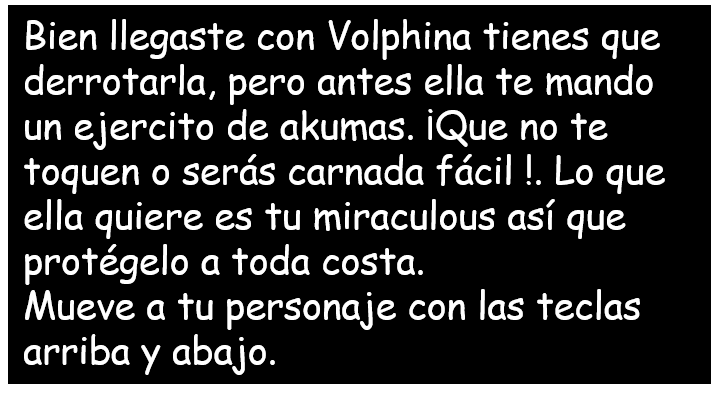 Bien llegaste con Volphina tienes que
derrotarla, pero antes ella te mando
un ejercito de akumas. ¡Que no te
toquen o serás carnada fácil !. Lo que
ella quiere es tu miraculous así que
protégelo a toda costa.
Mueve a tu personaje con las teclas
arriba y abajo.